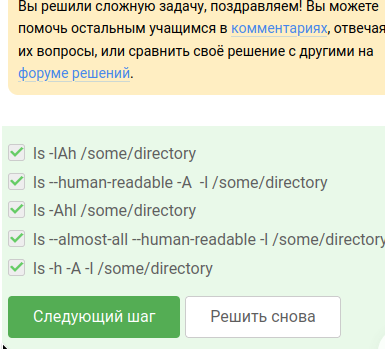 Вы решили сложную задачу, поздравляем! Вы можете
помочь остальным учащимся в комментариях, отвечая
их вопросы, или сравнить своё решение с другими на
форуме решений.
ls -lAh /some/directory
ls --human-readable -A  -l /some/directory
ls -Ahl /some/directory
ls --almost-all --human-readable -l /some/directory
ls -h -A -l /some/directory
Следующий шаг
Решить снова